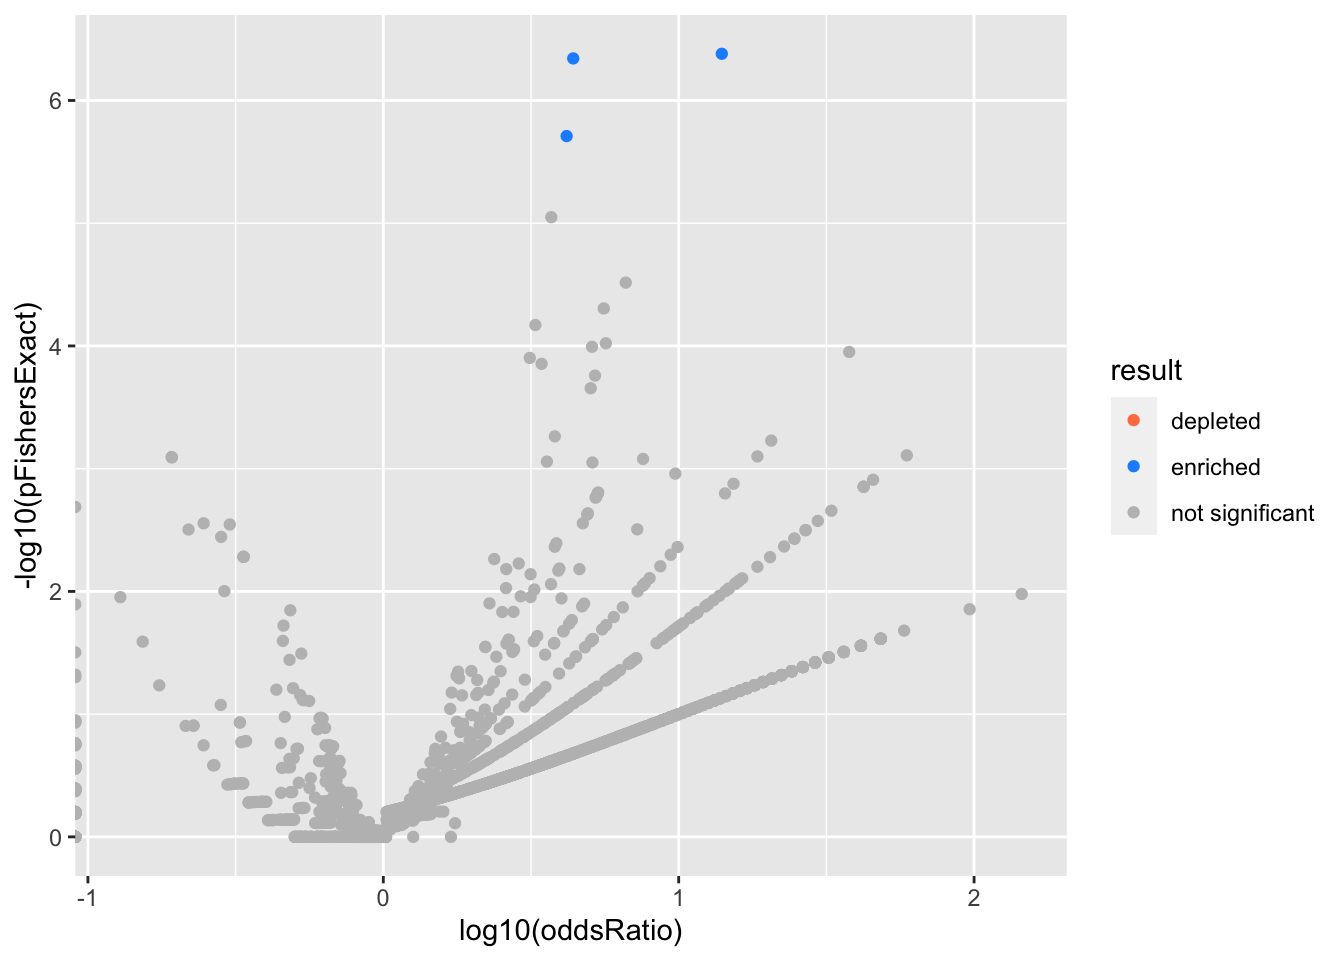 6
4
2
0
-log10(pFishersExact)
-1
0
1
2
log10(oddsRatio)
result
depleted
enriched
not significant